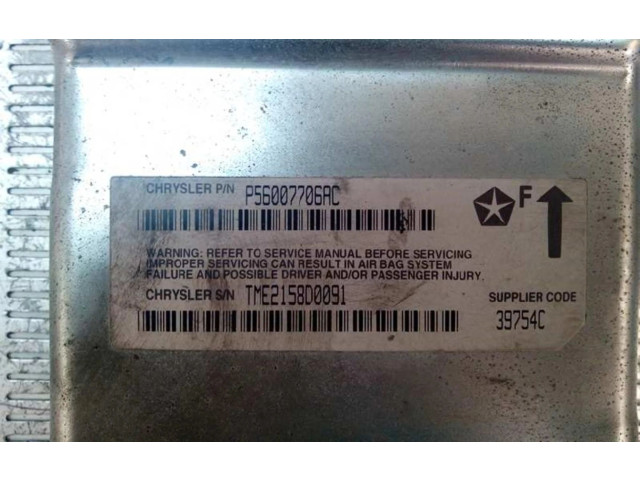 CHRYSLER P/N P56007706AC
F
WARNING: REFER TO SERVICE MANUAL BEFORE SERVICING
IMPROPER SERVICING CAN RESULT IN AIR BAG SYSTEM
FAILURE AND POSSIBLE DRIVER AND/OR PASSENGER INJURY.
CHRYSLER S/N TME2158D0091
SUPPLIER CODE
39754C